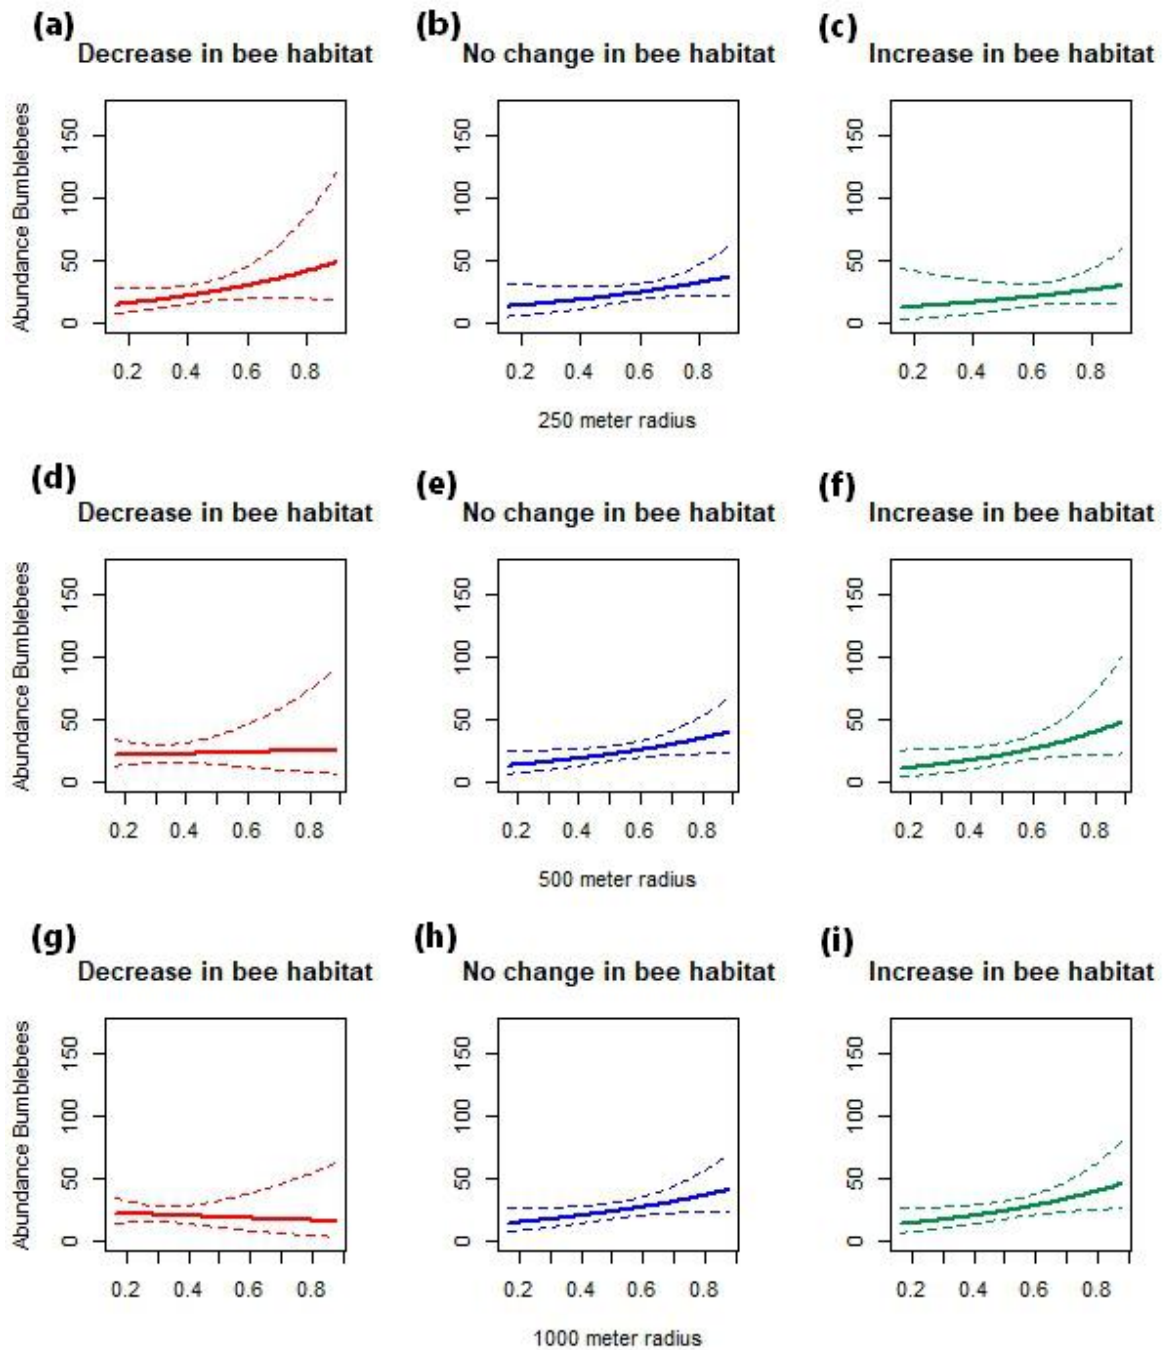 (a) (b) (c)
Decrease in bee habitat No change in bee habitat Increase in bee habitat
Abundance Bumblebees
0 50 100 150
0 50 100 150
0 50 100 150
0.2 0.4 0.6 0.8
0.2 0.4 0.6 0.8
0.2 0.4 0.6 0.8
250 meter radius
(d) (e) (f)
Decrease in bee habitat No change in bee habitat Increase in bee habitat
Abundance Bumblebees
0 50 100 150
0 50 100 150
0 50 100 150
0.2 0.4 0.6 0.8
0.2 0.4 0.6 0.8
0.2 0.4 0.6 0.8
500 meter radius
(g) (h) (i)
Decrease in bee habitat No change in bee habitat Increase in bee habitat
Abundance Bumblebees
0 50 100 150
0 50 100 150
0 50 100 150
0.2 0.4 0.6 0.8
0.2 0.4 0.6 0.8
0.2 0.4 0.6 0.8
1000 meter radius